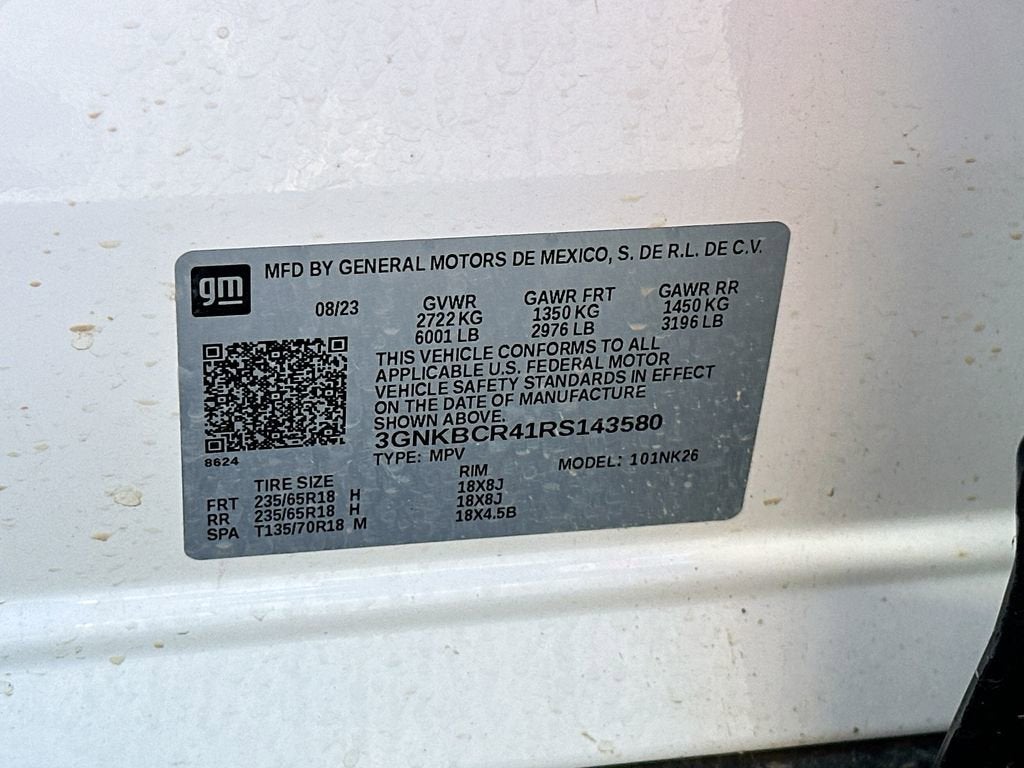 gm
MFD BY GENERAL MOTORS DE MEXICO, S. DE R.L. DE C.V.
08/23 GVWR GAWR FRT GAWR RR
2722 KG 1350 KG 1450 KG
6001 LB 2976 LB 3196 LB
THIS VEHICLE CONFORMS TO ALL
APPLICABLE U.S. FEDERAL MOTOR
VEHICLE SAFETY STANDARDS IN EFFECT
ON THE DATE OF MANUFACTURE
SHOWN ABOVE.
3GNKBCR41RS143580
8624
TYPE: MPV MODEL: 101NK26
TIRE SIZE RIM
FRT 235/65R18 H 18X8J
RR 235/65R18 H 18X8J
SPA T135/70R18 M 18X4.5B